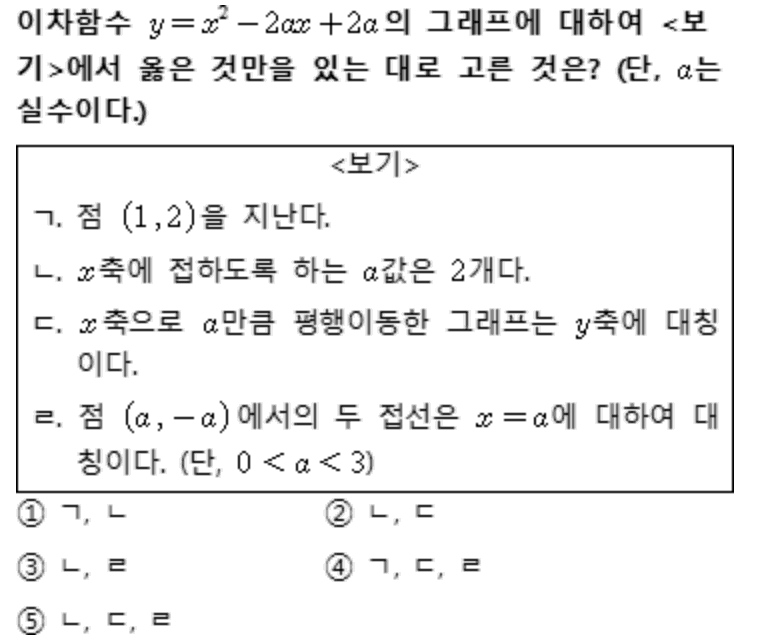 이차함수 y=x²−2ax+2a의 그래프에 대하여 <보
기>에서 옳은 것만을 있는 대로 고른 것은? (단, a는
실수이다.)
<보기>
ㄱ. 점 (1,2)을 지난다.
ㄴ. x축에 접하도록 하는 a값은 2개다.
ㄷ. x축으로 a만큼 평행이동한 그래프는 y축에 대칭
이다.
ㄹ. 점 (a,−a)에서의 두 접선은 x=a에 대하여 대
칭이다. (단, 0<a<3)
① ㄱ, ㄴ ② ㄴ, ㄷ
③ ㄴ, ㄹ ④ ㄱ, ㄷ, ㄹ
⑤ ㄴ, ㄷ, ㄹ